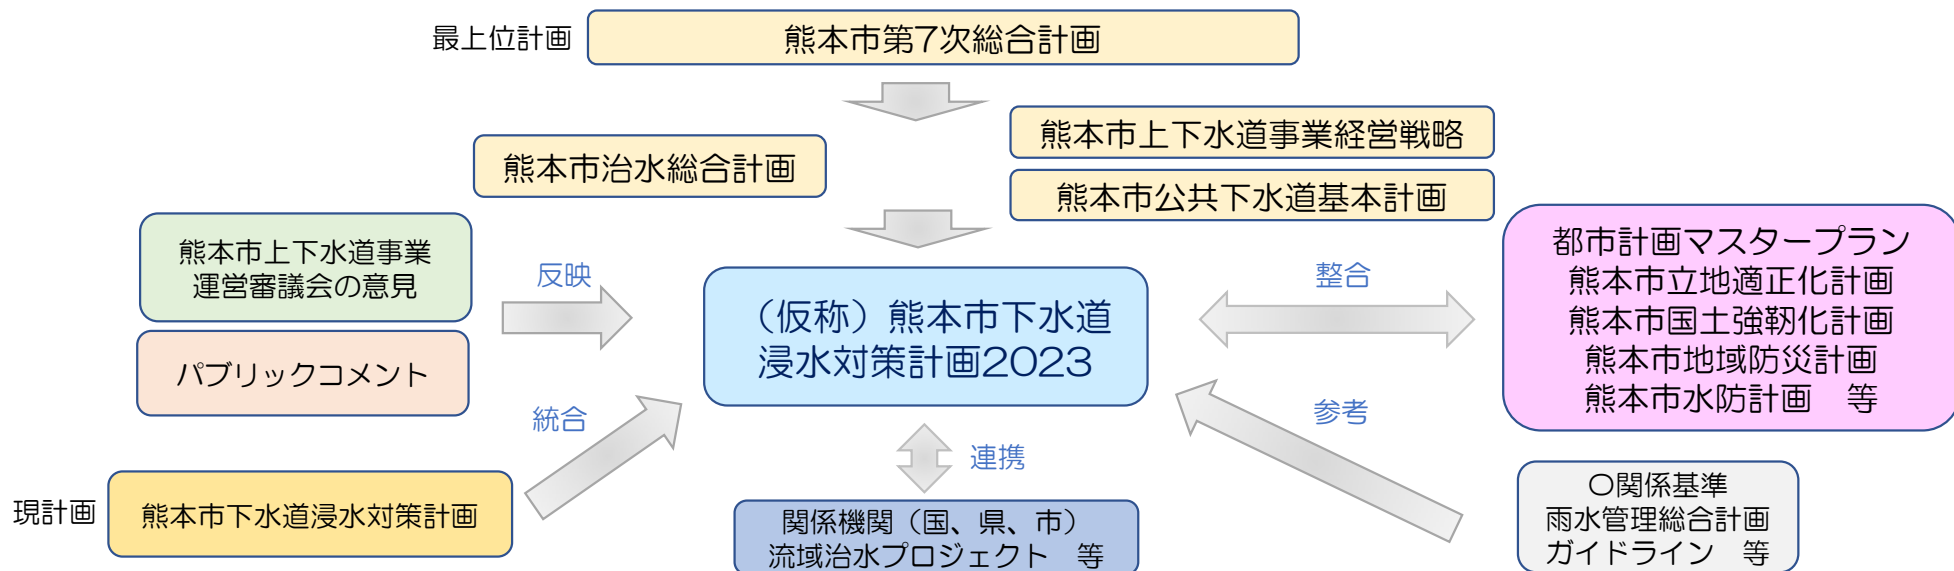 最上位計画
熊本市第7次総合計画
熊本市治水総合計画
熊本市上下水道事業経営戦略
熊本市公共下水道基本計画
熊本市上下水道事業
運営審議会の意見
パブリックコメント
反映
(仮称)熊本市下水道
浸水対策計画2023
整合
都市計画マスタープラン
熊本市立地適正化計画
熊本市国土強靱化計画
熊本市地域防災計画
熊本市水防計画 等
統合
現計画
熊本市下水道浸水対策計画
連携
関係機関(国、県、市)
流域治水プロジェクト 等
参考
〇関係基準
雨水管理総合計画
ガイドライン 等